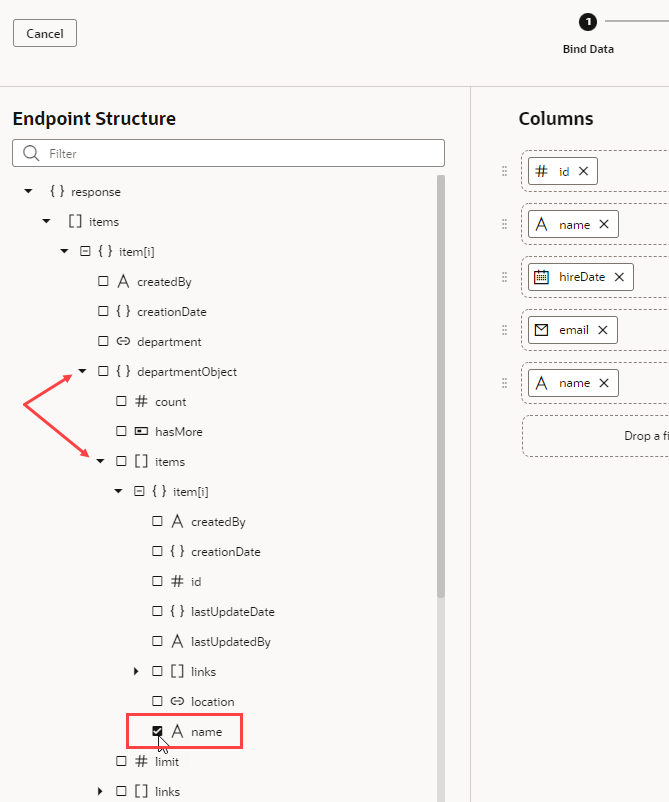 Cancel
1
Bind Data
Endpoint Structure
Filter
{ } response
[ ] items
{ } item[i]
A createdBy
{ } creationDate
department
{ } departmentObject
# count
hasMore
[ ] items
{ } item[i]
A createdBy
{ } creationDate
# id
{ } lastUpdateDate
A lastUpdatedBy
[ ] links
location
A name
# limit
[ ] links
Columns
# id
A name
hireDate
email
A name
Drop a